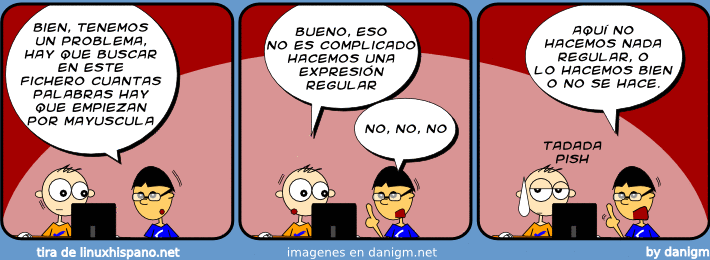 BIEN, TENEMOS
UN PROBLEMA,
HAY QUE BUSCAR
EN ESTE
FICHERO CUANTAS
PALABRAS HAY
QUE EMPIEZAN
POR MAYUSCULA
BUENO, ESO
NO ES COMPLICADO
HACEMOS UNA
EXPRESIÓN
REGULAR
NO, NO, NO
AQUÍ NO
HACEMOS NADA
REGULAR, O
LO HACEMOS BIEN
O NO SE HACE.
TADADA
PISH
tira de linuxhispano.net
imagenes en danigm.net
by danigm